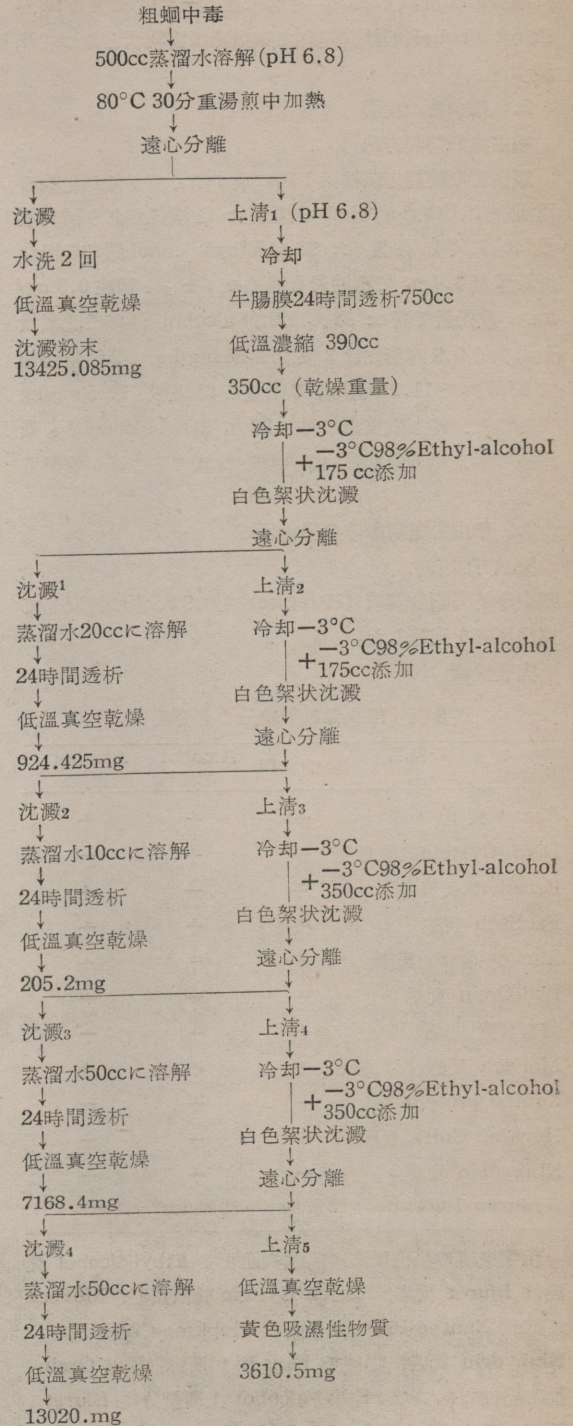 粗蛔中毒
500cc蒸溜水溶解(pH 6.8)
80°C 30分重湯煎中加熱
遠心分離
沈澱
水洗2回
低溫真空乾燥
沈澱粉末
13425.085mg
上淸1 (pH 6.8)
冷却
牛腸膜24時間透析750cc
低溫濃縮 390cc
350cc (乾燥重量)
冷却—3°C
+—3°C98%Ethyl-alcohol
175 cc添加
白色絮状沈澱
遠心分離
沈澱1
蒸溜水20ccに溶解
24時間透析
低溫真空乾燥
924.425mg
上淸2
冷却—3°C
+—3°C98%Ethyl-alcohol
175cc添加
白色絮状沈澱
遠心分離
沈澱2
蒸溜水10ccに溶解
24時間透析
低溫真空乾燥
205.2mg
上淸3
冷却—3°C
+—3°C98%Ethyl-alcohol
350cc添加
白色絮状沈澱
遠心分離
沈澱3
蒸溜水50ccに溶解
24時間透析
低溫真空乾燥
7168.4mg
上淸4
冷却—3°C
+—3°C98%Ethyl-alcohol
350cc添加
白色絮状沈澱
遠心分離
沈澱4
蒸溜水50ccに溶解
24時間透析
低溫真空乾燥
13020.mg
上淸5
低溫真空乾燥
黃色吸濕性物質
3610.5mg